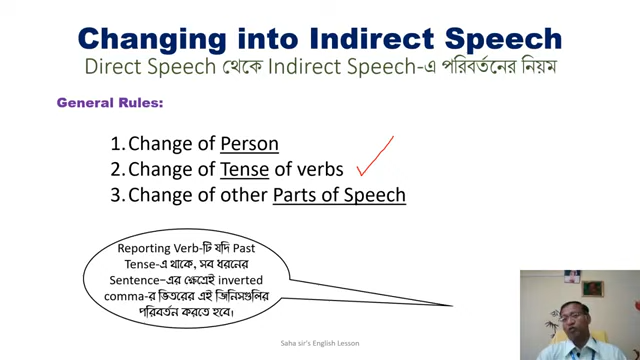 Changing into Indirect Speech
Direct Speech থেকে Indirect Speech-এ পরিবর্তনের নিয়ম
General Rules:
1. Change of Person
2. Change of Tense of verbs
3. Change of other Parts of Speech
Reporting Verb-টি যদি Past
Tense-এ থাকে, সব ধরনের
Sentence-এর ক্ষেত্রেই inverted
comma-র ভিতরের এই জিনিসগুলির
পরিবর্তন করতে হবে।
Saha sir's English Lesson